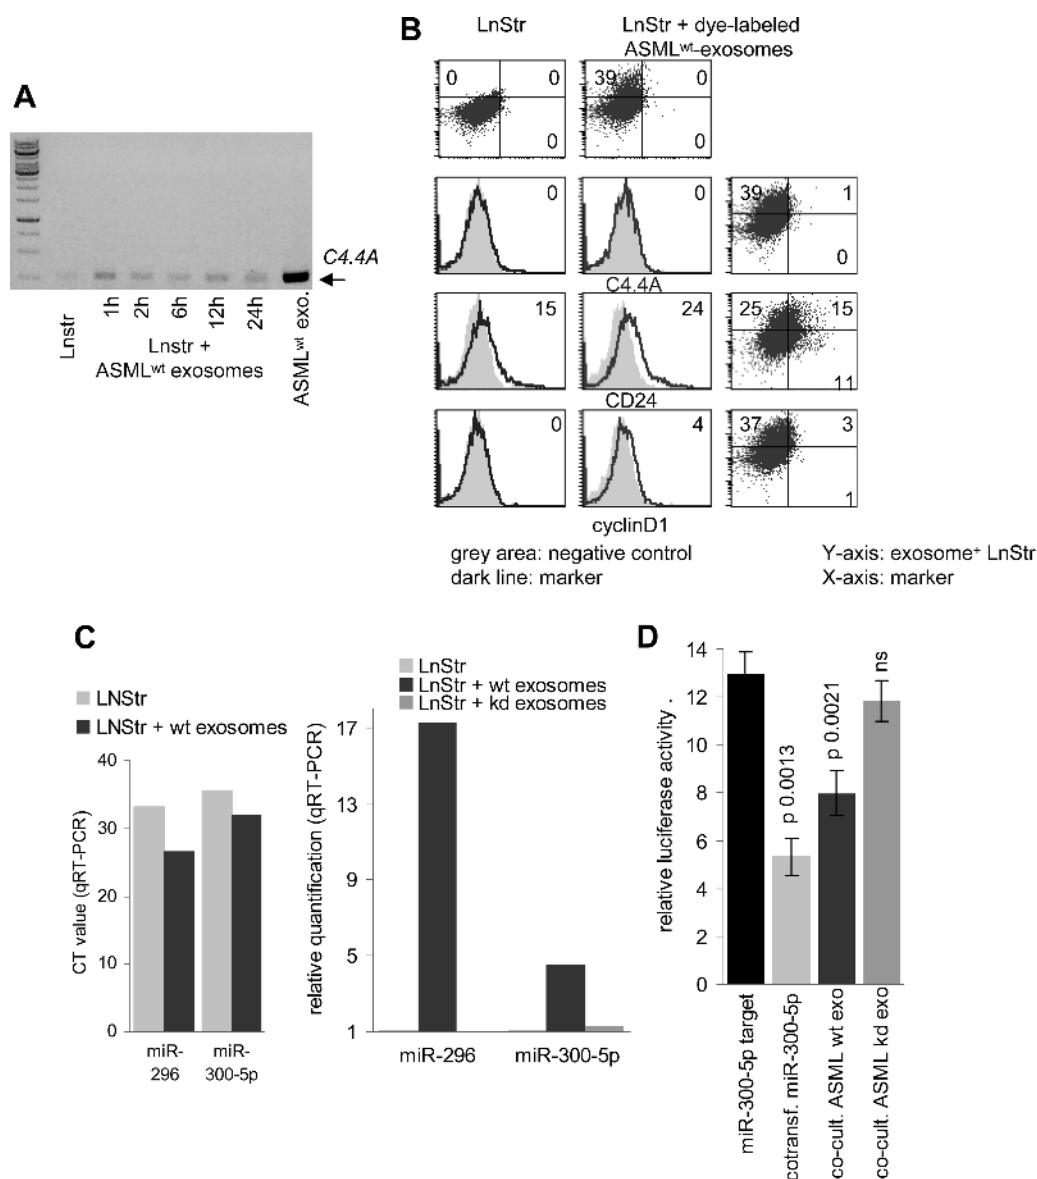 A
C4.4A
Lnstr
1h
2h
6h
12h
24h
ASMLwt exo.
Lnstr +
ASMLwt exosomes
B
LnStr
LnStr + dye-labeled
ASMLwt-exosomes
0 0
0
39 0
0
0
0
39 1
0
C4.4A
15
24
25 15
11
CD24
0
4
37 3
1
cyclinD1
grey area: negative control
dark line: marker
Y-axis: exosome+ LnStr
X-axis: marker
C
LNStr
LNStr + wt exosomes
CT value (qRT-PCR)
40
30
20
10
0
miR-
296
miR-
300-5p
LnStr
LnStr + wt exosomes
LnStr + kd exosomes
relative quantification (qRT-PCR)
17
13
9
5
1
miR-296
miR-300-5p
D
relative luciferase activity .
14
12
10
8
6
4
2
0
p 0.0013
p 0.0021
ns
miR-300-5p target
cotransf. miR-300-5p
co-cult. ASML wt exo
co-cult. ASML kd exo